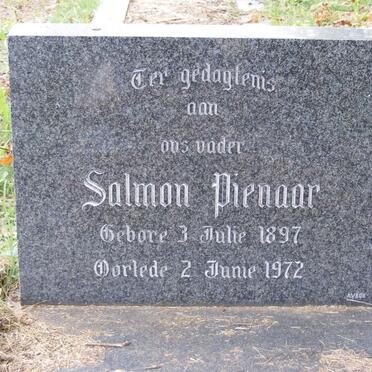 Ter gedagtenis
aan
ons vader
Salmon Pienaar
Gebore 3 Julie 1897
Oorlede 2 Junie 1972